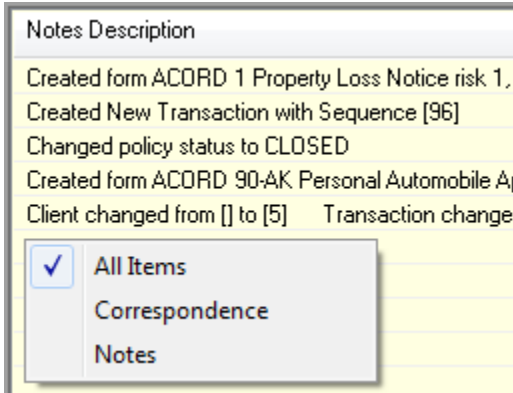 Notes Description
Created form ACORD 1 Property Loss Notice risk 1,
Created New Transaction with Sequence [96]
Changed policy status to CLOSED
Created form ACORD 90-AK Personal Automobile A
Client changed from [] to [5] Transaction change
All Items
Correspondence
Notes